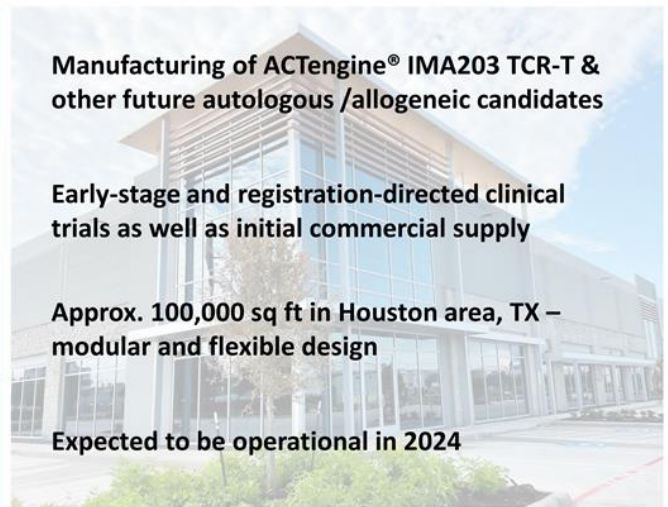 Manufacturing of ACTengine® IMA203 TCR-T &
other future autologous /allogeneic candidates
Early-stage and registration-directed clinical
trials as well as initial commercial supply
Approx. 100,000 sq ft in Houston area, TX –
modular and flexible design
Expected to be operational in 2024